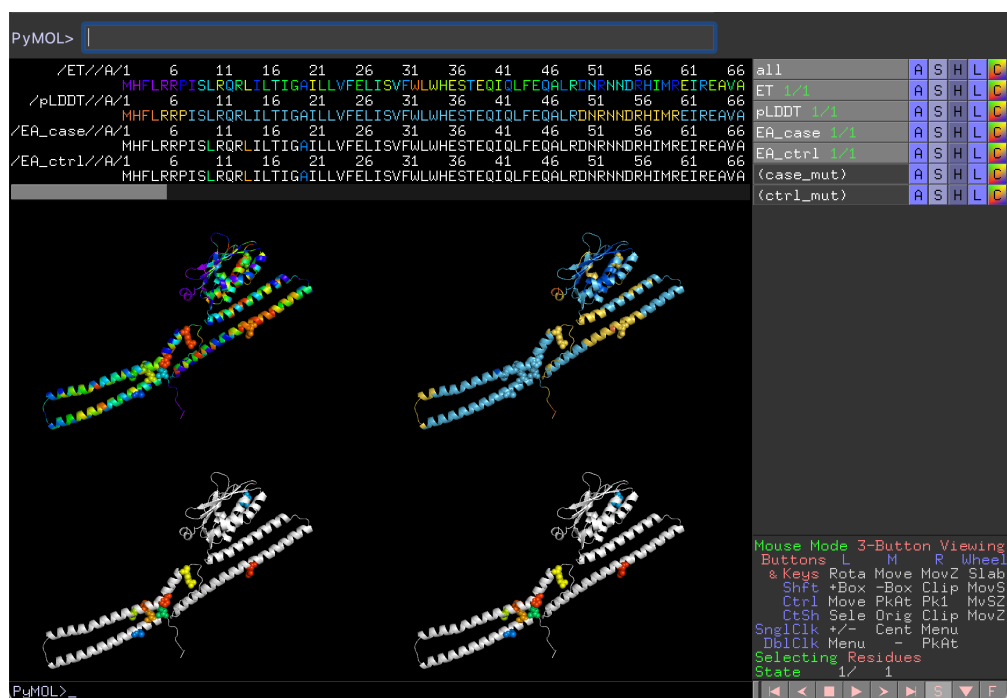 PyMOL>
/ET//A/1 6 11 16 21 26 31 36 41 46 51 56 61 66
MHFLRRPISLRQRLILTIGAILLVFELISVFWLWHESTEQIQLFEQALRDNRNNDRHIMREIREAVA
/pLDDT//A/1 6 11 16 21 26 31 36 41 46 51 56 61 66
MHFLRRPISLRQRLILTIGAILLVFELISVFWLWHESTEQIQLFEQALRDNRNNDRHIMREIREAVA
/EA_case//A/1 6 11 16 21 26 31 36 41 46 51 56 61 66
MHFLRRPISLRQRLILTIGAILLVFELISVFWLWHESTEQIQLFEQALRDNRNNDRHIMREIREAVA
/EA_ctrl//A/1 6 11 16 21 26 31 36 41 46 51 56 61 66
MHFLRRPISLRQRLILTIGAILLVFELISVFWLWHESTEQIQLFEQALRDNRNNDRHIMREIREAVA
all A S H L C
ET 1/1 A S H L C
pLDDT 1/1 A S H L C
EA_case 1/1 A S H L C
EA_ctrl 1/1 A S H L C
(case_mut) A S H L C
(ctrl_mut) A S H L C
Mouse Mode 3-Button Viewing
Buttons L M R Wheel
& Keys Rota Move MovZ Slab
Shft +Box -Box Clip MovS
Ctrl Move PkAt Pk1 MvSZ
CtSh Sele Orig Clip MovZ
SnglClk +/- Cent Menu
DblClk Menu - PkAt
Selecting Residues
State 1/ 1
PyMOL>_
S F